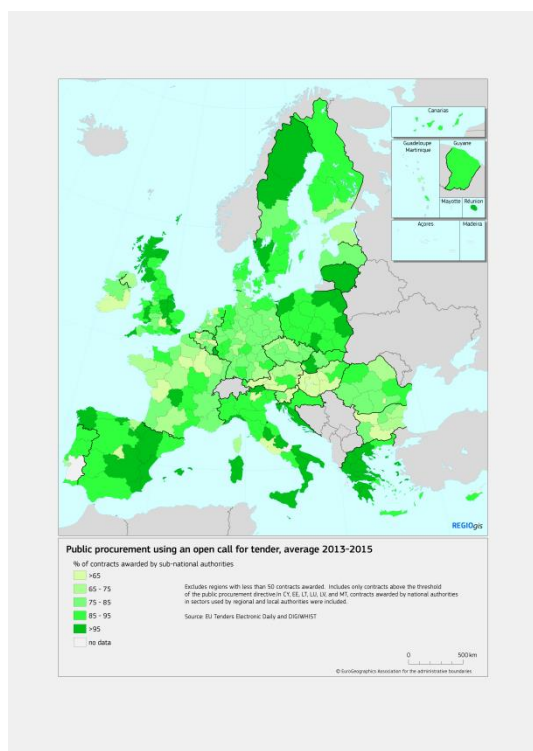 Canarias
Guadeloupe
Martinique
Guyane
Mayotte
Réunion
Açores
Madeira
REGIOgis
Public procurement using an open call for tender, average 2013-2015
% of contracts awarded by sub-national authorities
>65
65 - 75
75 - 85
85 - 95
>95
no data
Excludes regions with less than 50 contracts awarded. Includes only contracts above the threshold
of the public procurement directive.In CY, EE, LT, LU, LV, and MT, contracts awarded by national authorities
in sectors used by regional and local authorities were included.
Source: EU Tenders Electronic Daily and DIGIWHIST
0 500 km
© EuroGeographics Association for the administrative boundaries